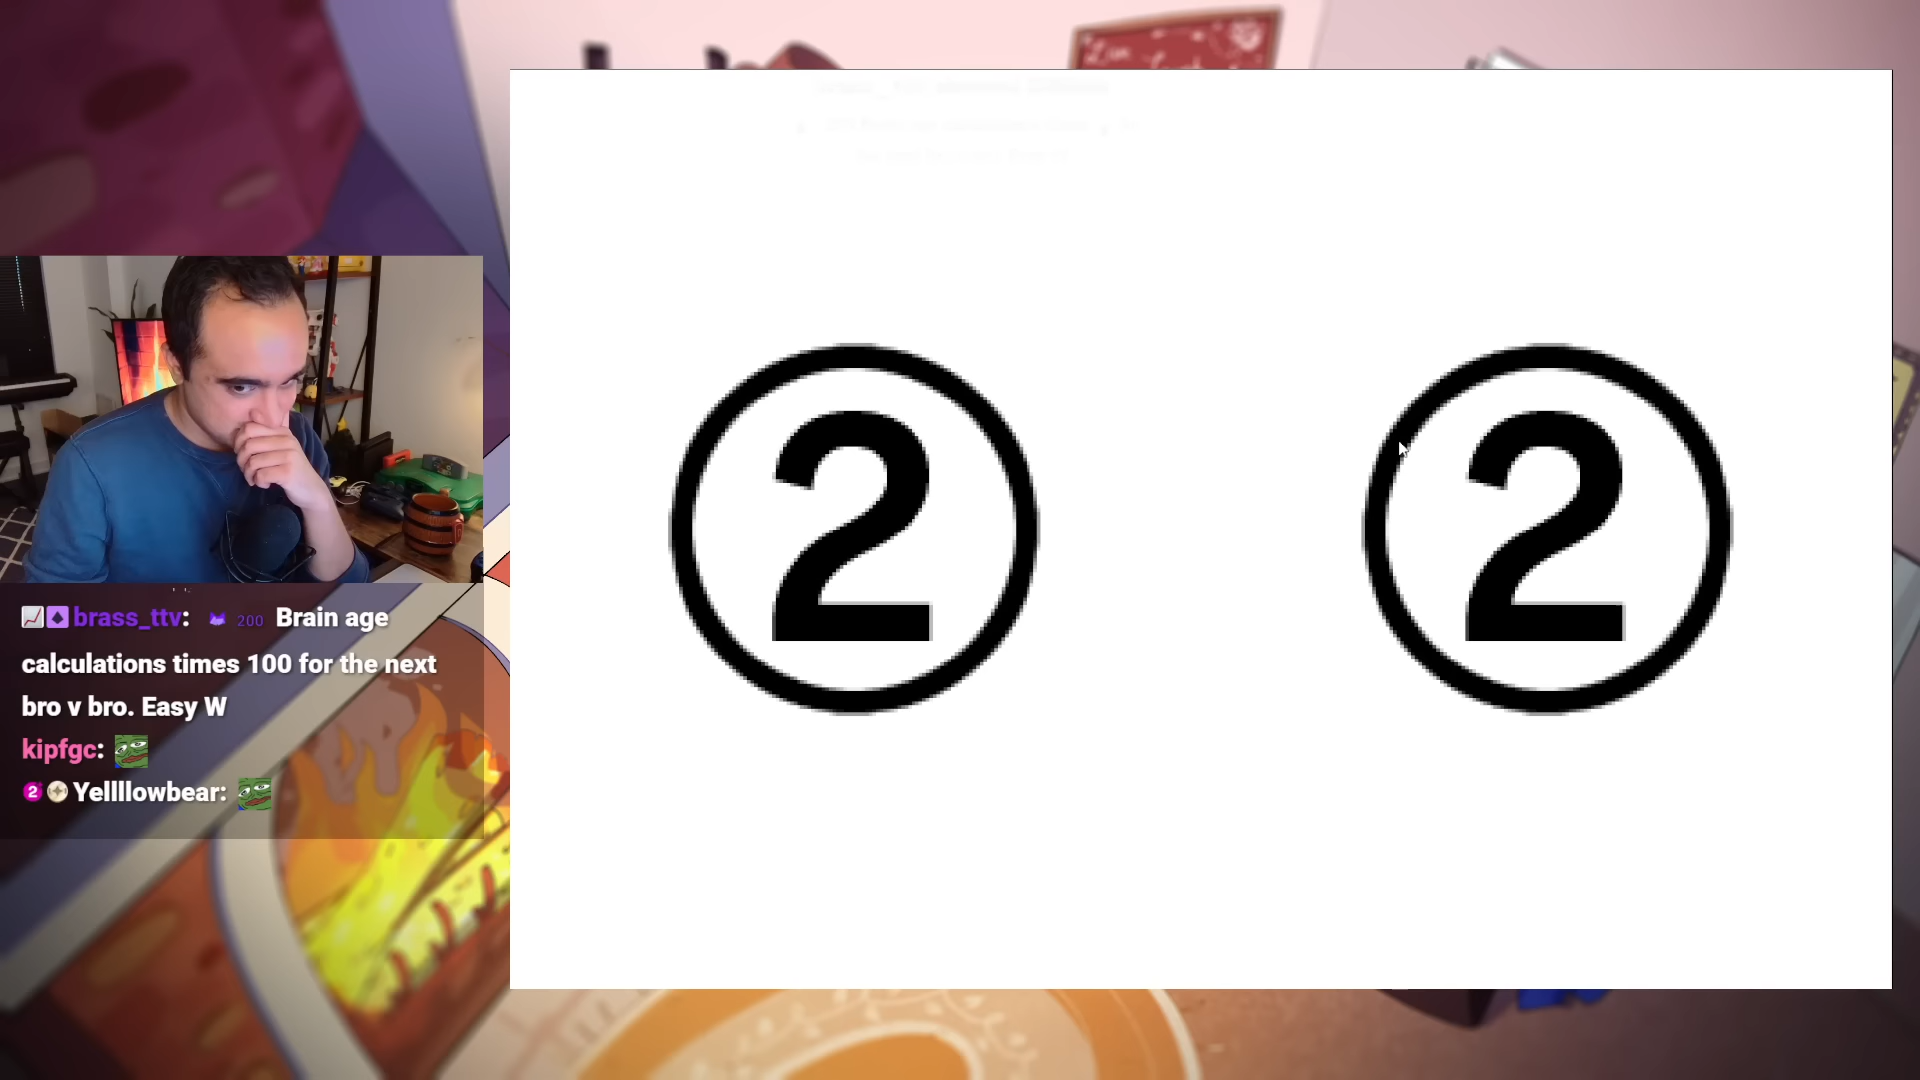 2 2
brass_ttv: 200 Brain age
calculations times 100 for the next
bro v bro. Easy W
kipfgc:
2 Yellllowbear: